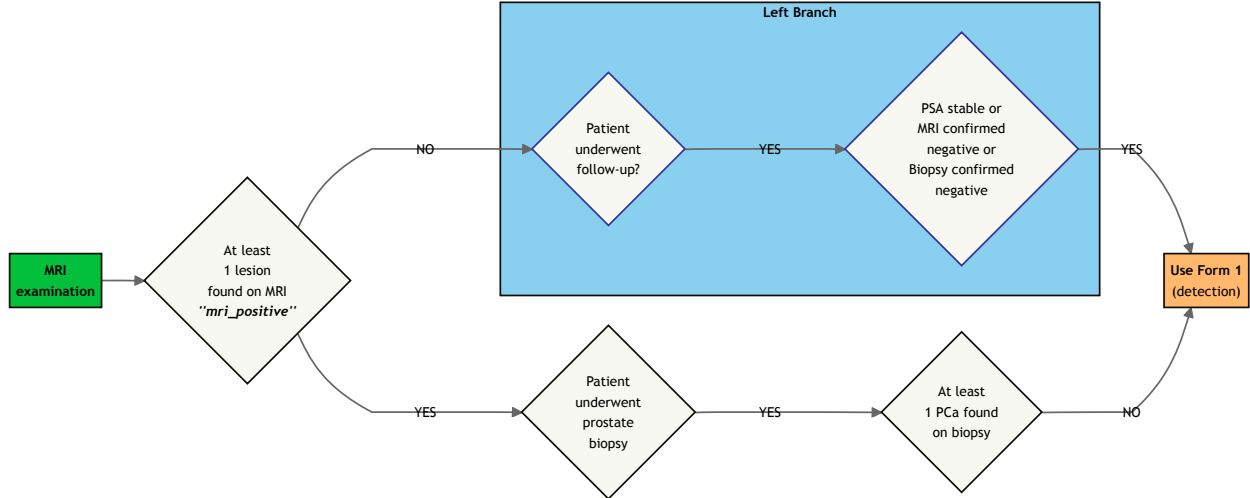 Left Branch
MRI
examination
At least
1 lesion
found on MRI
"mri_positive"
NO
Patient
underwent
follow-up?
YES
PSA stable or
MRI confirmed
negative or
Biopsy confirmed
negative
YES
YES
Patient
underwent
prostate
biopsy
YES
At least
1 PCa found
on biopsy
NO
Use Form 1
(detection)